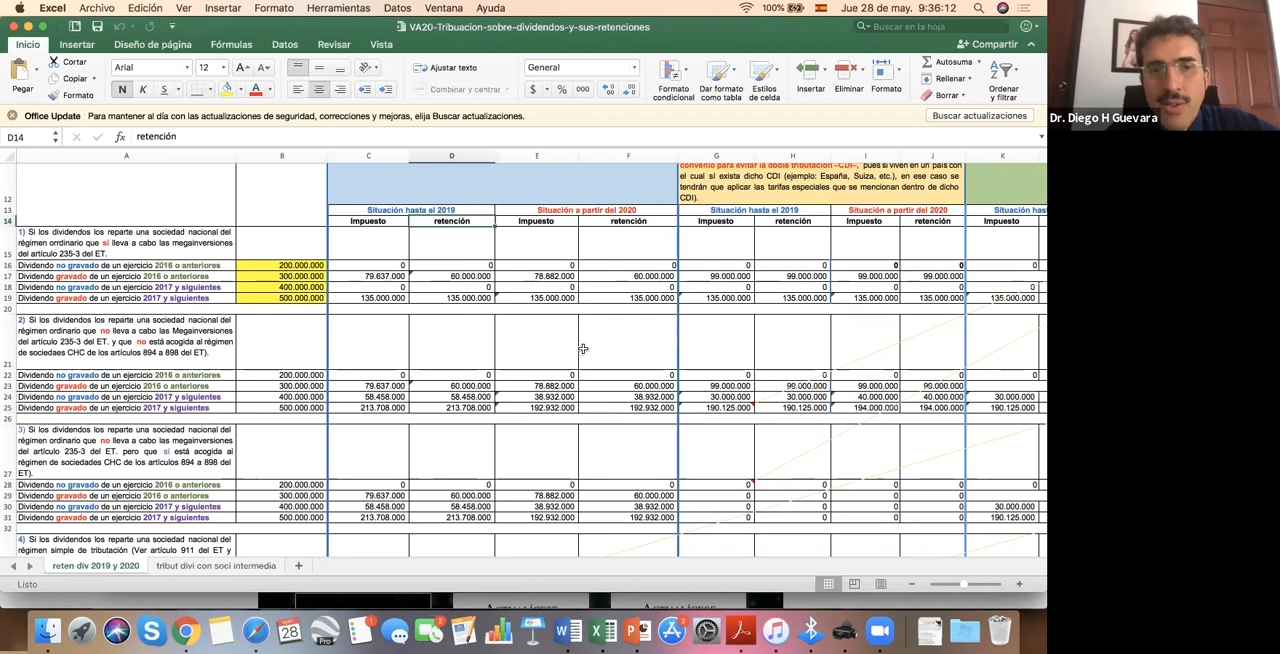 Excel Archivo Edición Ver Insertar Formato Herramientas Datos Ventana Ayuda 100% Jue 28 de may. 9:36:12
VA20-Tribuacion-sobre-dividendos-y-sus-retenciones
Buscar en la hoja
Inicio Insertar Diseño de página Fórmulas Datos Revisar Vista Compartir
Pegar Cortar Copiar Formato
Arial 12
N K S
Ajustar texto
Combinar y centrar
General
$ % 000
Formato condicional
Dar formato como tabla
Estilos de celda
Insertar Eliminar Formato
Autosuma
Rellenar
Borrar
Ordenar y filtrar
Office Update Para mantener al día con las actualizaciones de seguridad, correcciones y mejoras, elija Buscar actualizaciones. Buscar actualizaciones
Dr. Diego H Guevara
D14 fx retención
A B C D E F G H I J K
convenio para evitar la doble tributación –CDI–, pues si viven en un país con
el cual sí exista dicho CDI (ejemplo: España, Suiza, etc.), en ese caso se
tendrán que aplicar las tarifas especiales que se mencionan dentro de dicho
12 CDI).
13 Situación hasta el 2019 Situación a partir del 2020 Situación hasta el 2019 Situación a partir del 2020 Situación has
14 Impuesto retención Impuesto retención Impuesto retención Impuesto retención Impuesto
1) Si los dividendos los reparte una sociedad nacional del
régimen ordinario que sí lleva a cabo las megainversiones
15 del artículo 235-3 del ET.
16 Dividendo no gravado de un ejercicio 2016 o anteriores 200.000.000 0 0 0 0 0 0 0 0 0
17 Dividendo gravado de un ejercicio 2016 o anteriores 300.000.000 79.637.000 60.000.000 78.882.000 60.000.000 99.000.000 99.000.000 99.000.000 99.000.000
18 Dividendo no gravado de un ejercicio 2017 y siguientes 400.000.000 0 0 0 0 0 0 0 0 0
19 Dividendo gravado de un ejercicio 2017 y siguientes 500.000.000 135.000.000 135.000.000 135.000.000 135.000.000 135.000.000 135.000.000 135.000.000 135.000.000 135.000.000
20
2) Si los dividendos los reparte una sociedad nacional del
régimen ordinario que no lleva a cabo las Megainversiones
del artículo 235-3 del ET. y que no está acogida al régimen
de sociedaes CHC de los artículos 894 a 898 del ET).
21
22 Dividendo no gravado de un ejercicio 2016 o anteriores 200.000.000 0 0 0 0 0 0 0 0 0
23 Dividendo gravado de un ejercicio 2016 o anteriores 300.000.000 79.637.000 60.000.000 78.882.000 60.000.000 99.000.000 99.000.000 99.000.000 99.000.000
24 Dividendo no gravado de un ejercicio 2017 y siguientes 400.000.000 58.458.000 58.458.000 38.932.000 38.932.000 30.000.000 30.000.000 40.000.000 40.000.000 30.000.000
25 Dividendo gravado de un ejercicio 2017 y siguientes 500.000.000 213.708.000 213.708.000 192.932.000 192.932.000 190.125.000 190.125.000 194.000.000 194.000.000 190.125.000
26
3) Si los dividendos los reparte una sociedad nacional del
régimen ordinario que no lleva a cabo las megainversiones
del artículo 235-3 del ET. pero que sí está acogida al
régimen de sociedades CHC de los artículos 894 a 898 del
27 ET).
28 Dividendo no gravado de un ejercicio 2016 o anteriores 200.000.000 0 0 0 0 0 0 0 0 0
29 Dividendo gravado de un ejercicio 2016 o anteriores 300.000.000 79.637.000 60.000.000 78.882.000 60.000.000 0 0 0 0
30 Dividendo no gravado de un ejercicio 2017 y siguientes 400.000.000 58.458.000 58.458.000 38.932.000 38.932.000 0 0 0 0 30.000.000
31 Dividendo gravado de un ejercicio 2017 y siguientes 500.000.000 213.708.000 213.708.000 192.932.000 192.932.000 0 0 0 0 190.125.000
32
4) Si los dividendos los reparte una sociedad nacional del
régimen simple de tributación (Ver artículo 911 del ET y
reten div 2019 y 2020 tribut divi con soci intermedia
Listo